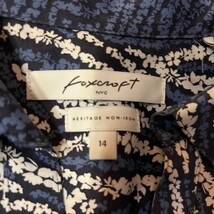 foxcroft
NYC
HERITAGE NON-IRON
14